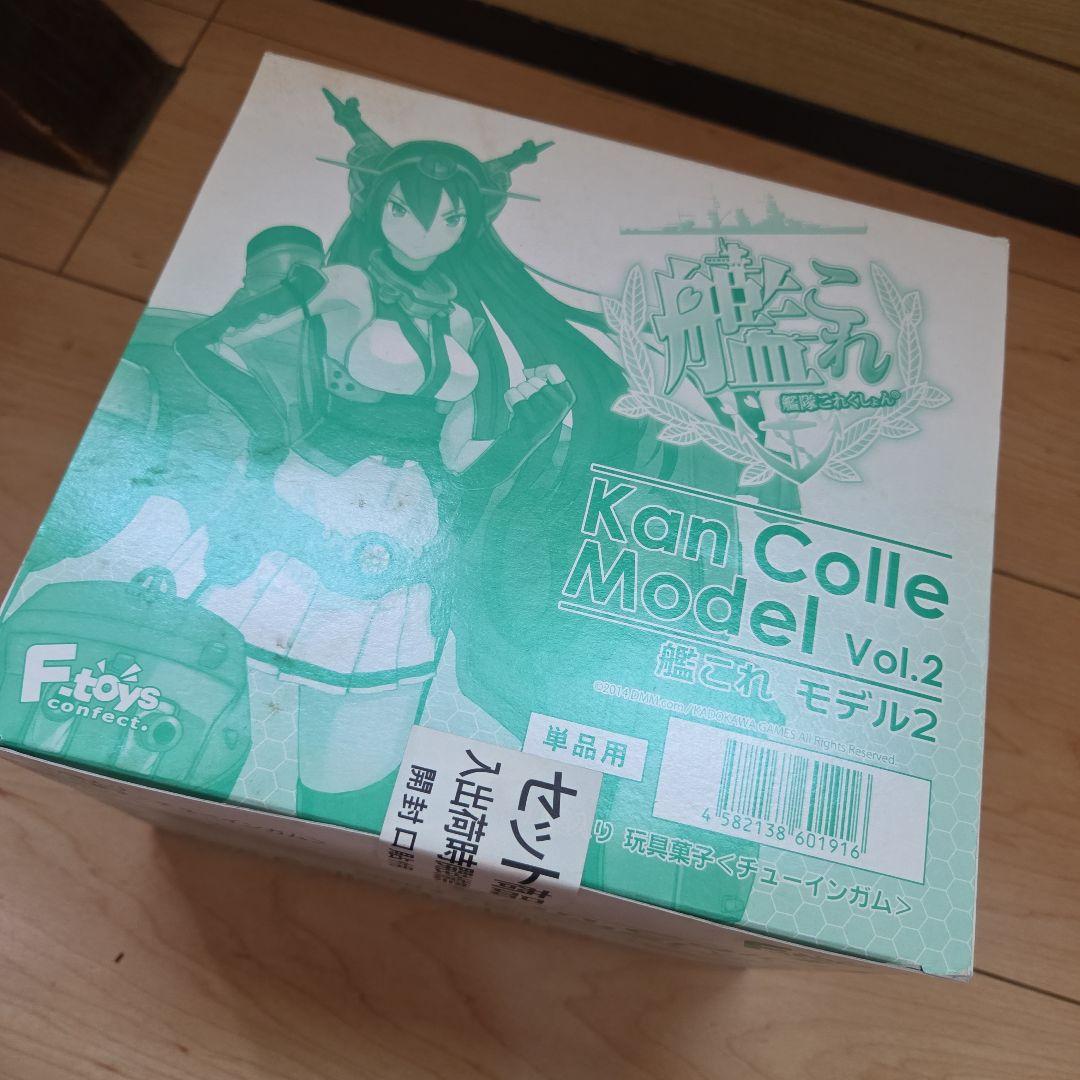 艦これ
艦隊これくしょん
Kan Colle
Model Vol.2
艦これ モデル2
©2014 DMM.com/KADOKAWA GAMES All Rights Reserved.
F-toys
confect.
単品用
4 582138 601916
り 玩具菓子<チューインガム>
セット
入出荷時
開封口